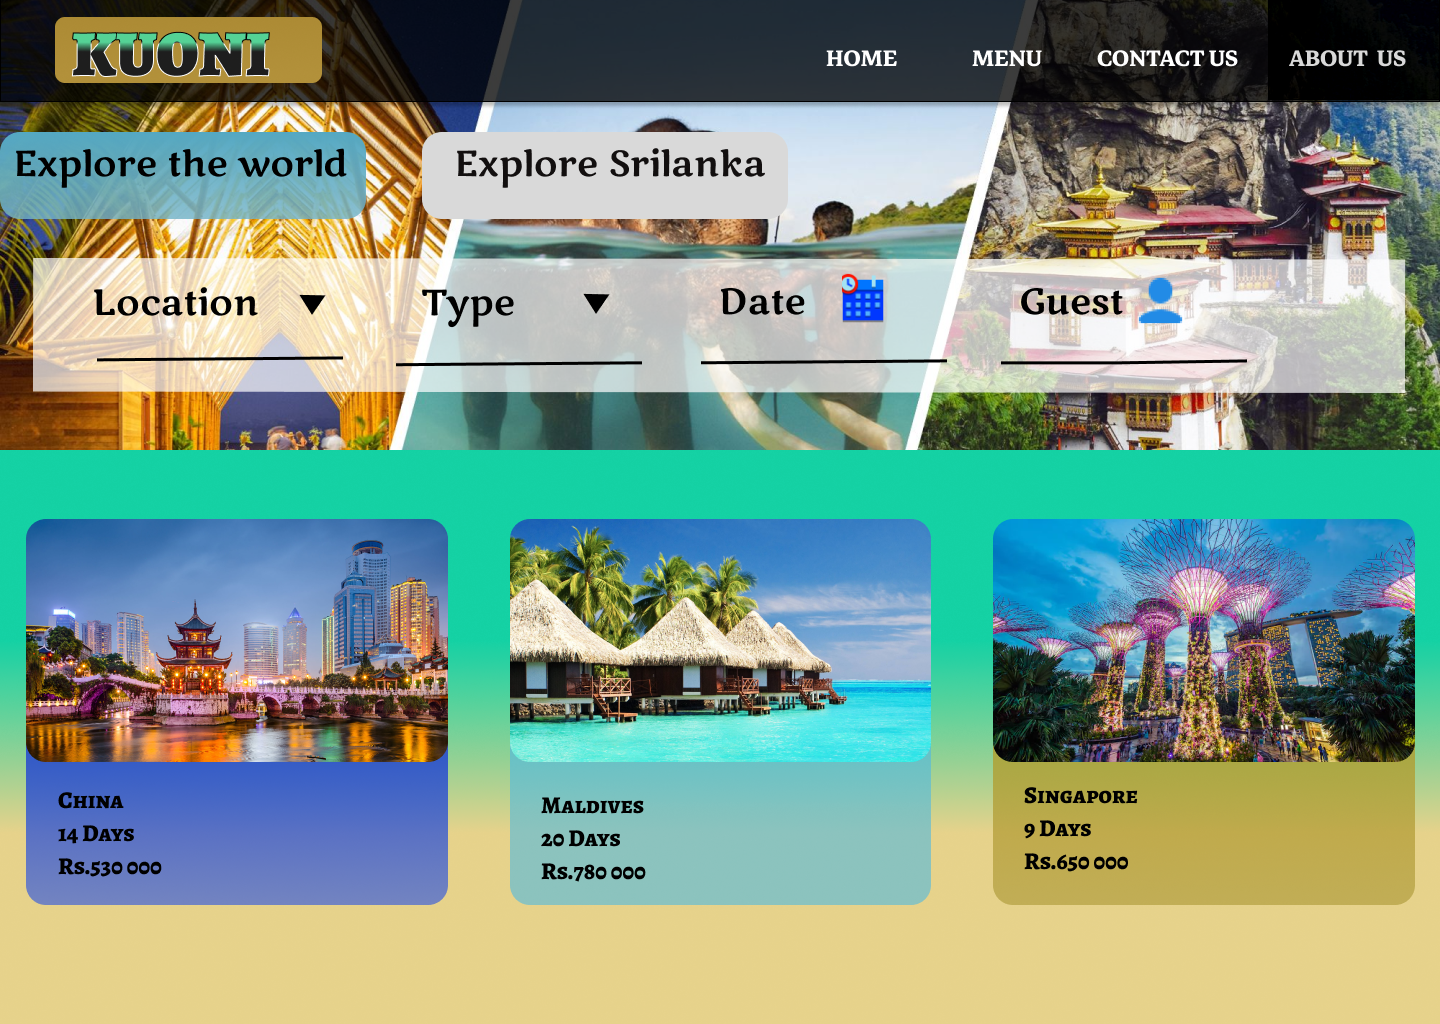 KUONI
HOME MENU CONTACT US ABOUT US
Explore the world Explore Srilanka
Location Type Date Guest
China
14 Days
Rs.530 000
Maldives
20 Days
Rs.780 000
Singapore
9 Days
Rs.650 000